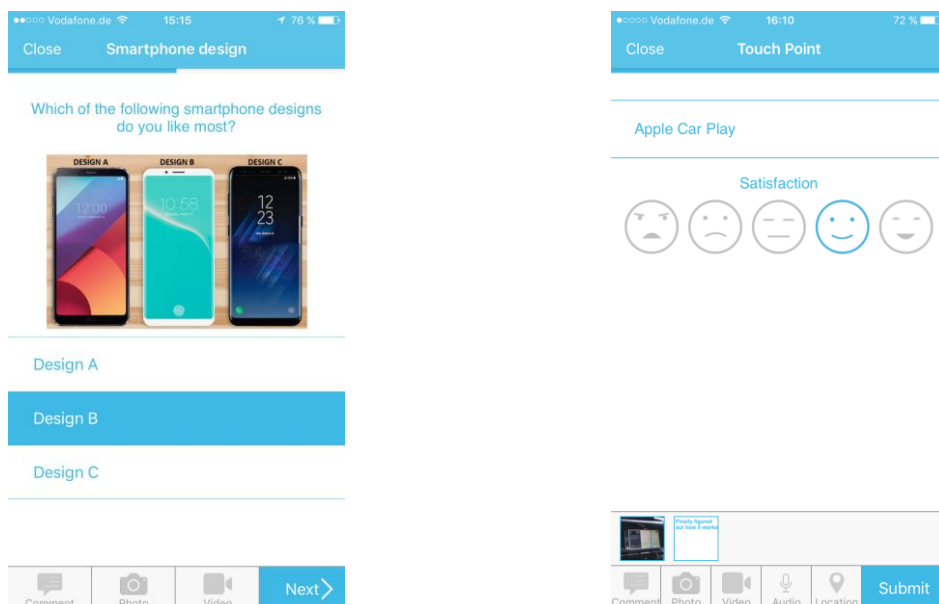 Vodafone.de 15:15 76 %
Close Smartphone design
Which of the following smartphone designs
do you like most?
DESIGN A DESIGN B DESIGN C
12:00
10:58
12
23
Design A
Design B
Design C
Comment Photo Video Next
Vodafone.de 16:10 72 %
Close Touch Point
Apple Car Play
Satisfaction
Finally figured
out how it works
Comment Photo Video Audio Location Submit